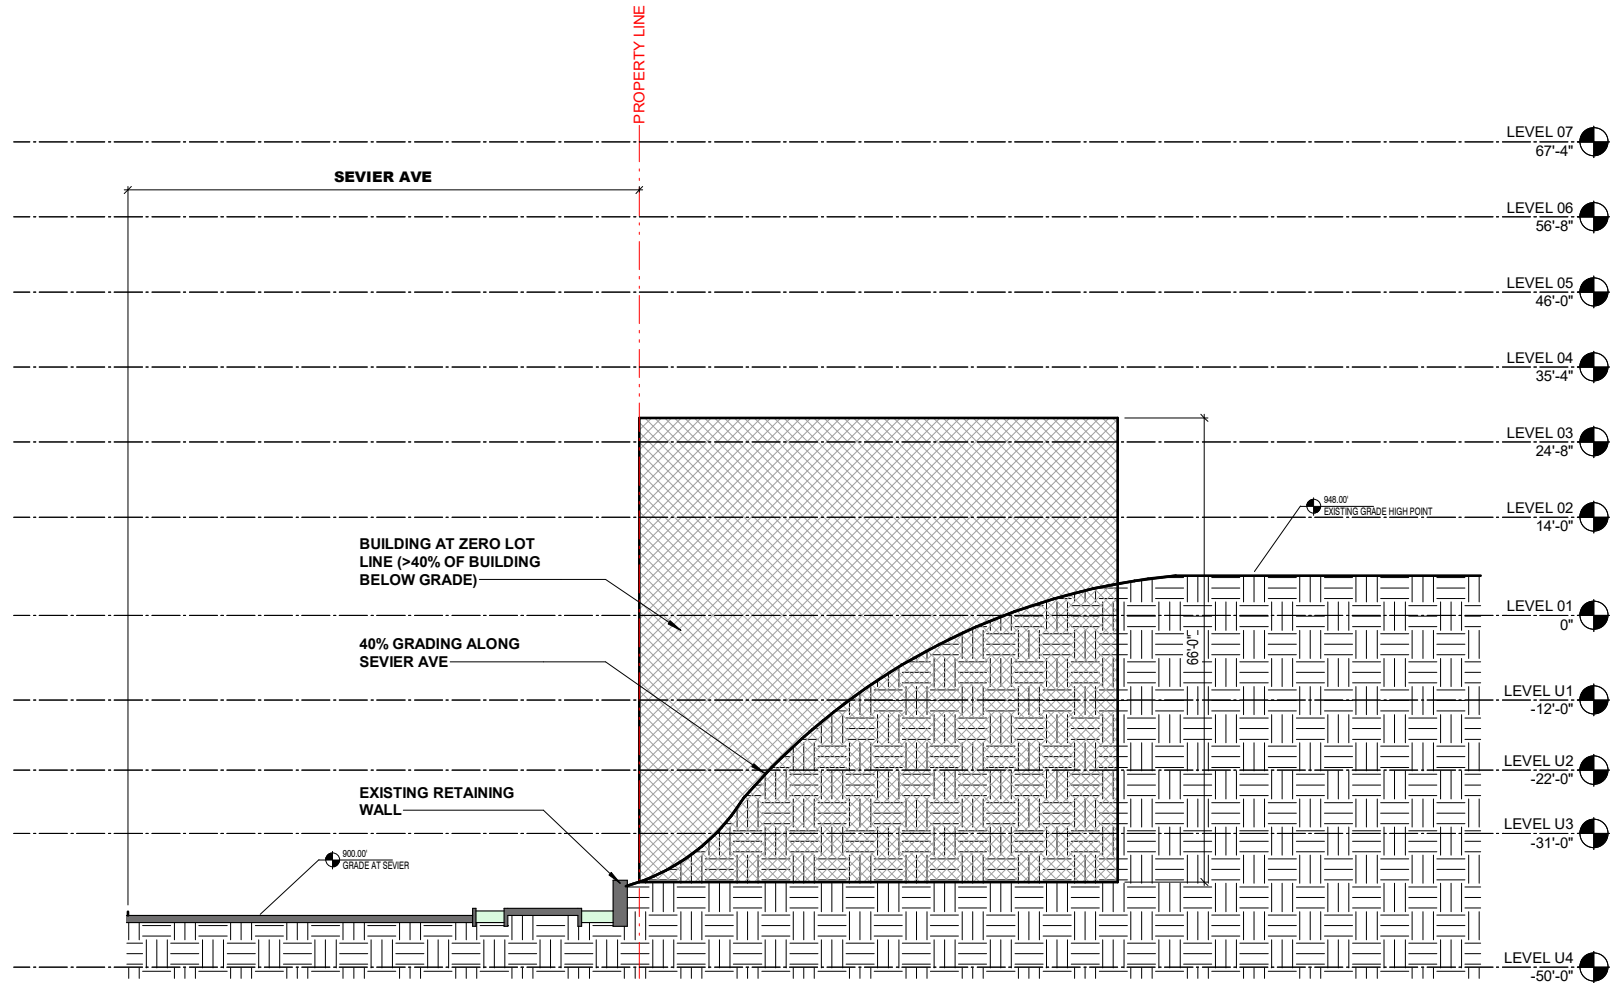 PROPERTY LINE
LEVEL 07
67'-4"
SEVIER AVE
LEVEL 06
56'-8"
LEVEL 05
46'-0"
LEVEL 04
35'-4"
LEVEL 03
24'-8"
948.00'
EXISTING GRADE HIGH POINT
LEVEL 02
14'-0"
BUILDING AT ZERO LOT
LINE (>40% OF BUILDING
BELOW GRADE)
LEVEL 01
0"
66'-0"
40% GRADING ALONG
SEVIER AVE
LEVEL U1
-12'-0"
LEVEL U2
-22'-0"
EXISTING RETAINING
WALL
LEVEL U3
-31'-0"
900.00'
GRADE AT SEVIER
LEVEL U4
-50'-0"